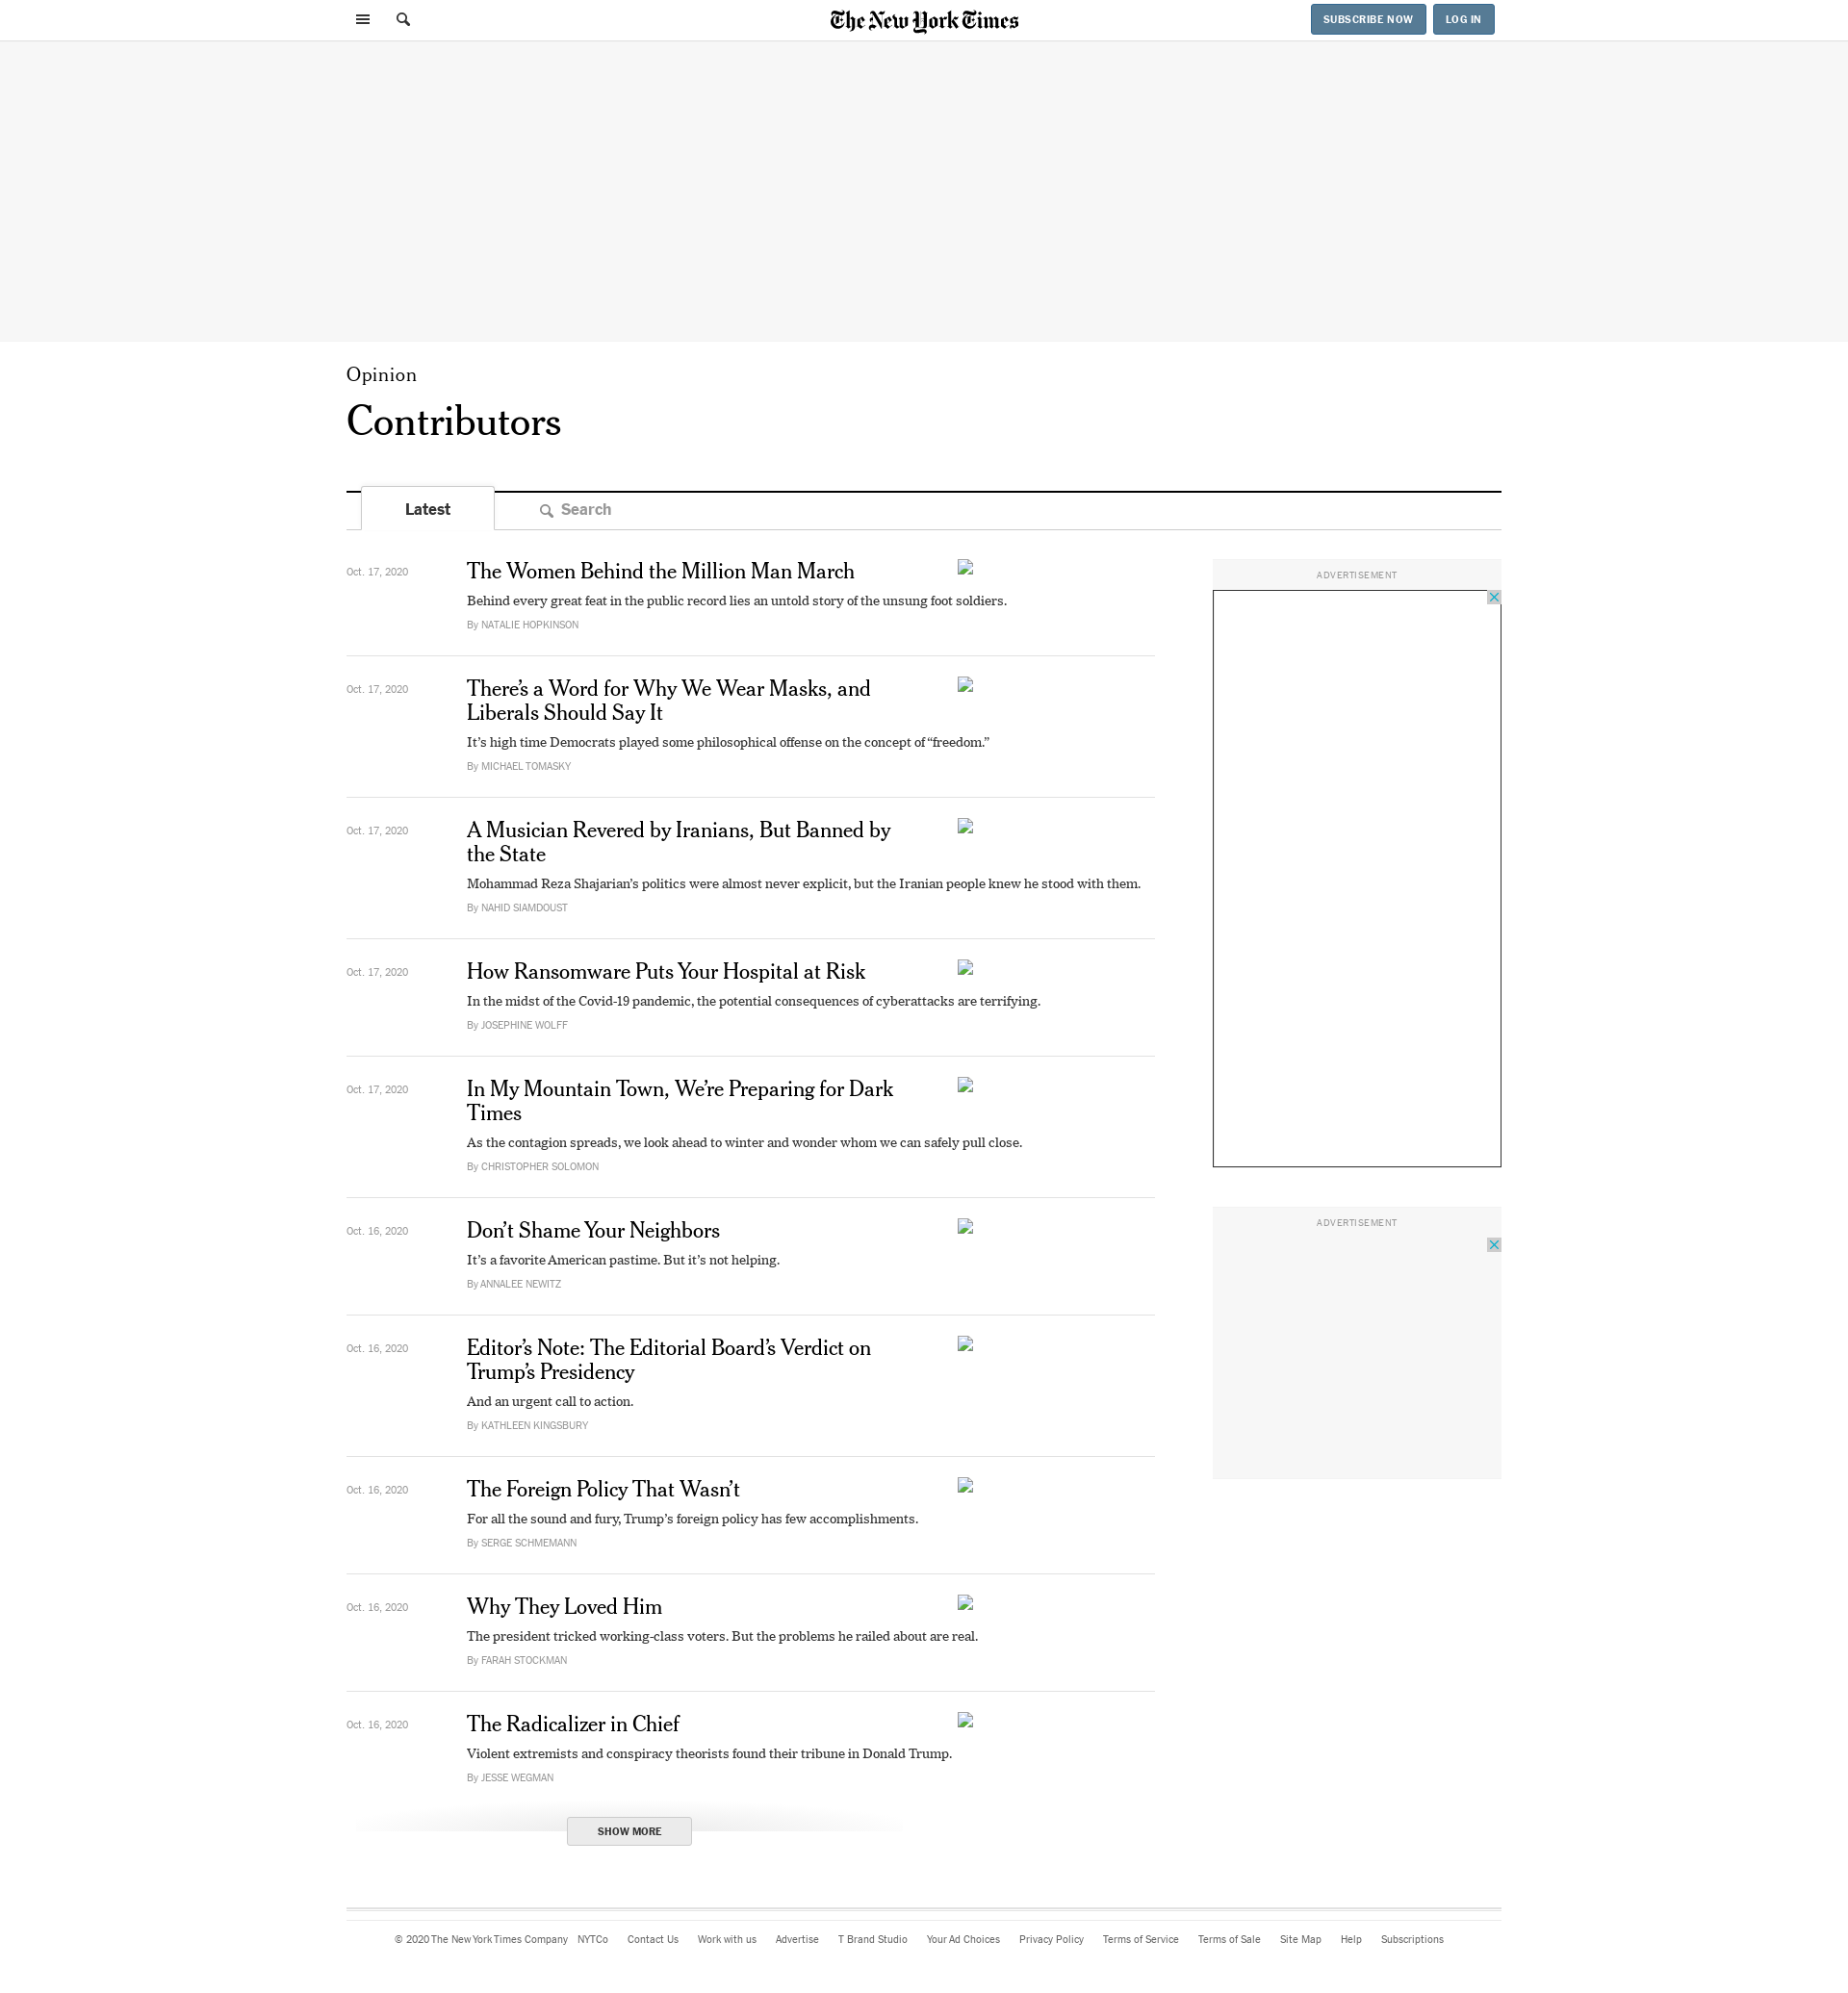 The New York Times
SUBSCRIBE NOW
LOG IN
Opinion
Contributors
Latest
Search
Oct. 17, 2020
The Women Behind the Million Man March
Behind every great feat in the public record lies an untold story of the unsung foot soldiers.
By NATALIE HOPKINSON
Oct. 17, 2020
There’s a Word for Why We Wear Masks, and
Liberals Should Say It
It’s high time Democrats played some philosophical offense on the concept of “freedom.”
By MICHAEL TOMASKY
Oct. 17, 2020
A Musician Revered by Iranians, But Banned by
the State
Mohammad Reza Shajarian’s politics were almost never explicit, but the Iranian people knew he stood with them.
By NAHID SIAMDOUST
Oct. 17, 2020
How Ransomware Puts Your Hospital at Risk
In the midst of the Covid-19 pandemic, the potential consequences of cyberattacks are terrifying.
By JOSEPHINE WOLFF
Oct. 17, 2020
In My Mountain Town, We’re Preparing for Dark
Times
As the contagion spreads, we look ahead to winter and wonder whom we can safely pull close.
By CHRISTOPHER SOLOMON
Oct. 16, 2020
Don’t Shame Your Neighbors
It’s a favorite American pastime. But it’s not helping.
By ANNALEE NEWITZ
Oct. 16, 2020
Editor’s Note: The Editorial Board’s Verdict on
Trump’s Presidency
And an urgent call to action.
By KATHLEEN KINGSBURY
Oct. 16, 2020
The Foreign Policy That Wasn’t
For all the sound and fury, Trump’s foreign policy has few accomplishments.
By SERGE SCHMEMANN
Oct. 16, 2020
Why They Loved Him
The president tricked working-class voters. But the problems he railed about are real.
By FARAH STOCKMAN
Oct. 16, 2020
The Radicalizer in Chief
Violent extremists and conspiracy theorists found their tribune in Donald Trump.
By JESSE WEGMAN
SHOW MORE
ADVERTISEMENT
ADVERTISEMENT
© 2020 The New York Times Company NYTCo Contact Us Work with us Advertise T Brand Studio Your Ad Choices Privacy Policy Terms of Service Terms of Sale Site Map Help Subscriptions